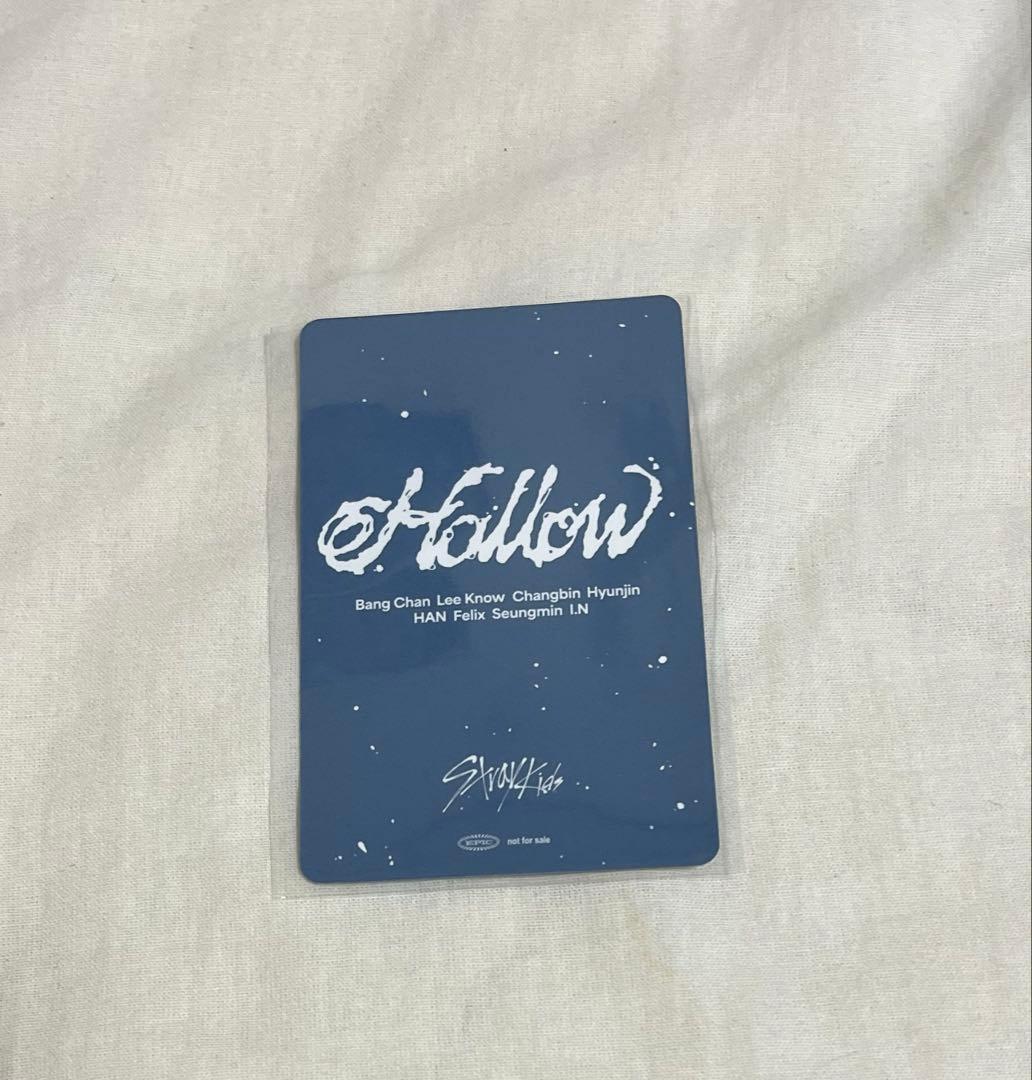 Hollow
Bang Chan Lee Know Changbin Hyunjin
HAN Felix Seungmin I.N
Stray Kids
EPIC not for sale